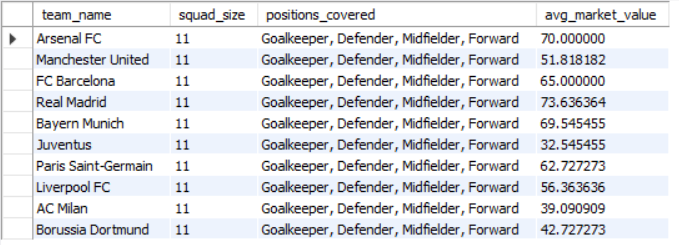 team_name squad_size positions_covered avg_market_value
Arsenal FC 11 Goalkeeper, Defender, Midfielder, Forward 70.000000
Manchester United 11 Goalkeeper, Defender, Midfielder, Forward 51.818182
FC Barcelona 11 Goalkeeper, Defender, Midfielder, Forward 65.000000
Real Madrid 11 Goalkeeper, Defender, Midfielder, Forward 73.636364
Bayern Munich 11 Goalkeeper, Defender, Midfielder, Forward 69.545455
Juventus 11 Goalkeeper, Defender, Midfielder, Forward 32.545455
Paris Saint-Germain 11 Goalkeeper, Defender, Midfielder, Forward 62.727273
Liverpool FC 11 Goalkeeper, Defender, Midfielder, Forward 56.363636
AC Milan 11 Goalkeeper, Defender, Midfielder, Forward 39.090909
Borussia Dortmund 11 Goalkeeper, Defender, Midfielder, Forward 42.727273